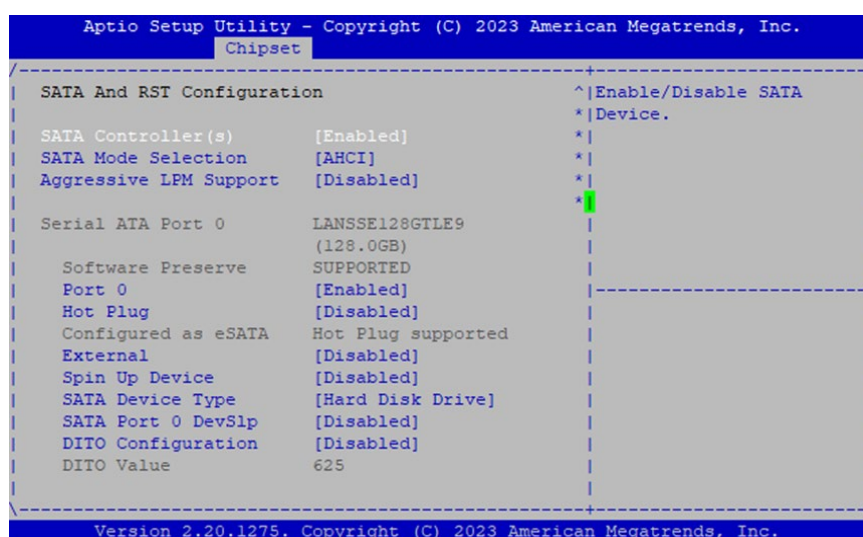 Aptio Setup Utility - Copyright (C) 2023 American Megatrends, Inc.
Chipset
SATA And RST Configuration
Enable/Disable SATA
Device.
SATA Controller(s) [Enabled]
SATA Mode Selection [AHCI]
Aggressive LPM Support [Disabled]
Serial ATA Port 0 LANSSE128GTLE9
(128.0GB)
Software Preserve SUPPORTED
Port 0 [Enabled]
Hot Plug [Disabled]
Configured as eSATA Hot Plug supported
External [Disabled]
Spin Up Device [Disabled]
SATA Device Type [Hard Disk Drive]
SATA Port 0 DevSlp [Disabled]
DITO Configuration [Disabled]
DITO Value 625
Version 2.20.1275. Copyright (C) 2023 American Megatrends, Inc.